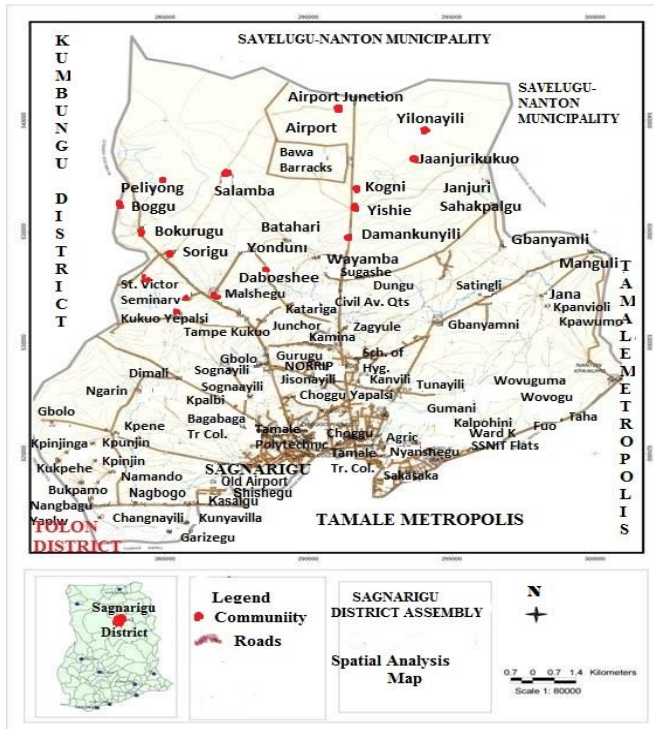 SAVELUGU-NANTON MUNICIPALITY
KUMBUNGU DISTRICT
SAVELUGU-
NANTON
MUNICIPALITY
Airport Junction
Airport
Yilonayili
Bawa
Barracks
Jaanjurikukuo
Peliyong
Salamba
Kogni
Janjuri
Boggu
Yishie
Sahakpalgu
Bokurugu
Batahari
Damankunyili
Gbanyamli
Sorigu
Yonduni
Wayamba
Manguli
Sugashe
St. Victor
Seminary
Dabogshee
Malshegu
Dungu
Satingli
Civil Av. Qts
Jana
Kpanvioli
Kpawumo
Kukuo Yepalsi
Katariga
Tampe Kukuo
Junchor
Zagyule
Gbanyamni
Kamina
TAMALE METROPOLIS
Gbolo
Gurugu
Sch. of
Hyg.
Dimali
Sognayili
NORRIP
Jisonayili
Kanvili
Tunayili
Wovuguma
Ngarin
Sognaayili
Wovogu
Kpalbi
Choggu Yapalsi
Gbolo
Gumani
Taha
Kpene
Bagabaga
Tr Col.
Kalpohini
Fuo
Kpinjinga
Kpunjin
Tamale
Polytechnic
Choggu
Agric
Ward K
SSNIT Flats
Kukpehe
Kpinjin
Tamale
Tr. Col.
Nyanshegu
SAGNARIGU
Namando
Old Airport
Sakasaka
Bukpamo
Nagbogo
Shishegu
Kasalgu
Nangbagu
Changnayili
Kunyavilla
TAMALE METROPOLIS
TOLON
DISTRICT
Garizegu
Sagnarigu
District
Legend
Communiity
Roads
SAGNARIGU
DISTRICT ASSEMBLY
Spatial Analysis
Map
N
0.7 0 0.7 1.4 Kilometers
Scale 1: 80000